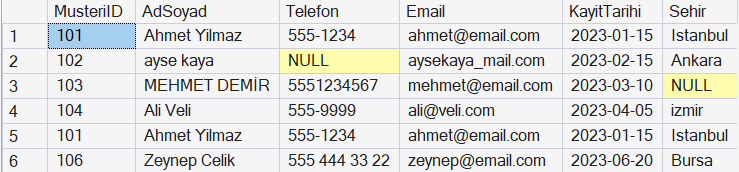 MusteriID AdSoyad Telefon Email KayitTarihi Sehir
1 101 Ahmet Yilmaz 555-1234 ahmet@email.com 2023-01-15 Istanbul
2 102 ayse kaya NULL aysekaya_mail.com 2023-02-15 Ankara
3 103 MEHMET DEMİR 5551234567 mehmet@email.com 2023-03-10 NULL
4 104 Ali Veli 555-9999 ali@veli.com 2023-04-05 izmir
5 101 Ahmet Yilmaz 555-1234 ahmet@email.com 2023-01-15 Istanbul
6 106 Zeynep Celik 555 444 33 22 zeynep@email.com 2023-06-20 Bursa